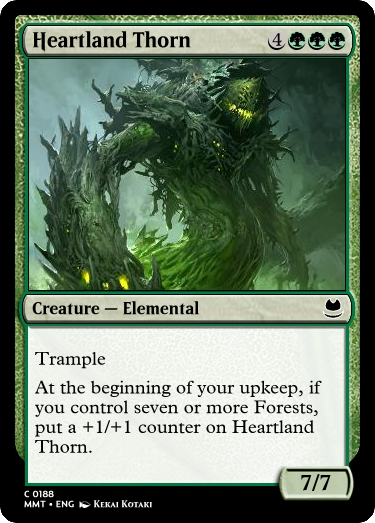 Heartland Thorn 4
Creature — Elemental
Trample
At the beginning of your upkeep, if
you control seven or more Forests,
put a +1/+1 counter on Heartland
Thorn.
7/7
C 0188
MMT • ENG Kekai Kotaki